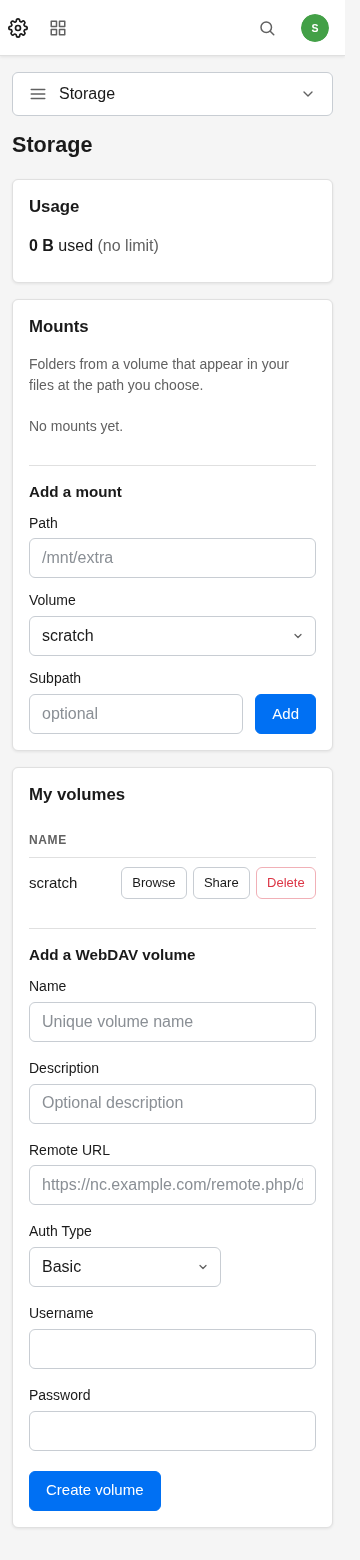 S
Storage
Storage
Usage
0 B used (no limit)
Mounts
Folders from a volume that appear in your
files at the path you choose.
No mounts yet.
Add a mount
Path
/mnt/extra
Volume
scratch
Subpath
optional
Add
My volumes
NAME
scratch
Browse
Share
Delete
Add a WebDAV volume
Name
Unique volume name
Description
Optional description
Remote URL
https://nc.example.com/remote.php/d
Auth Type
Basic
Username
Password
Create volume